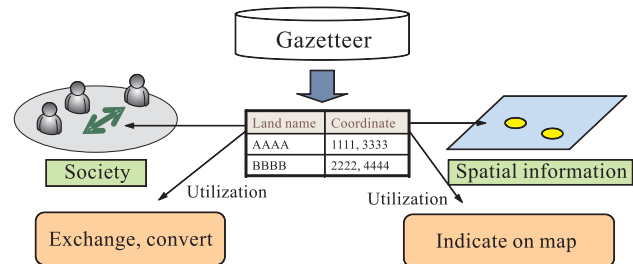 Gazetteer
Land name Coordinate
AAAA 1111, 3333
BBBB 2222, 4444
Society
Spatial information
Utilization
Utilization
Exchange, convert
Indicate on map